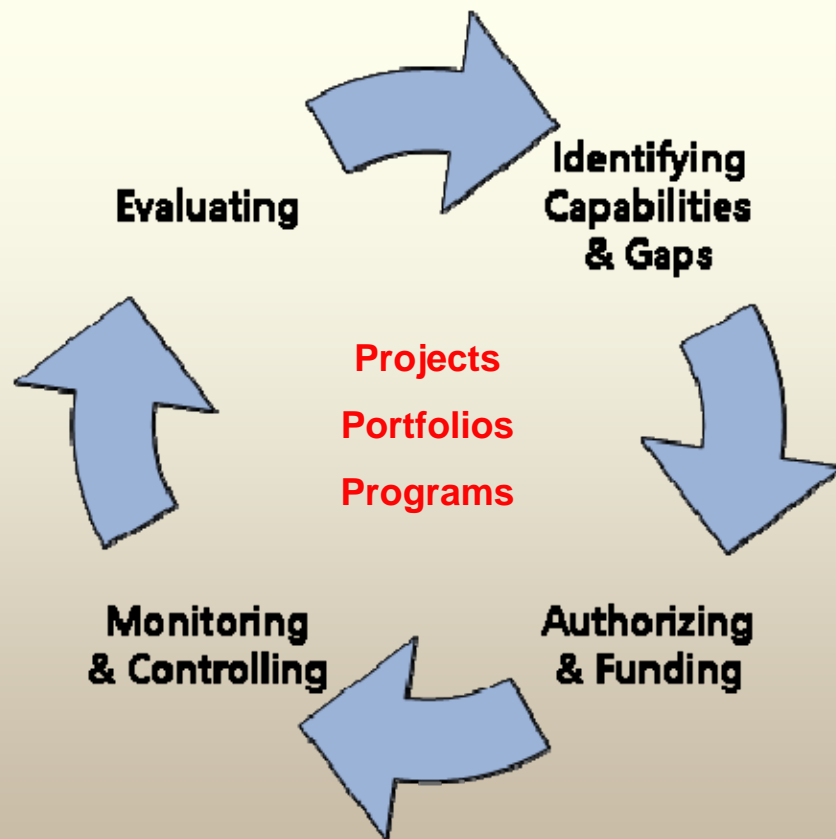 Evaluating
Identifying
Capabilities
& Gaps
Projects
Portfolios
Programs
Monitoring
& Controlling
Authorizing
& Funding